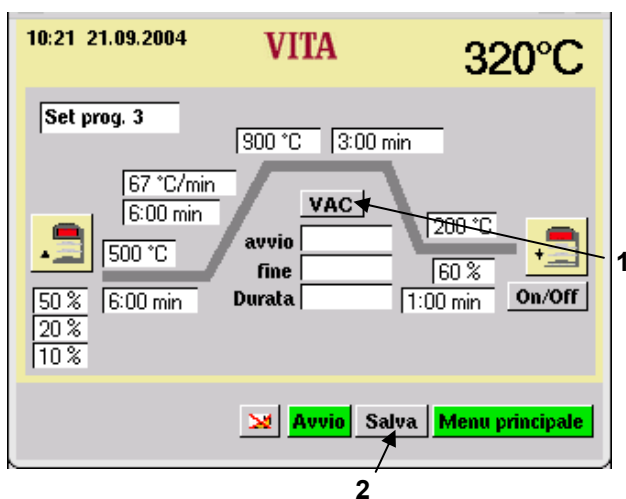 10:21 21.09.2004
VITA
320°C
Set prog. 3
900 °C
3:00 min
67 °C/min
6:00 min
VAC
200 °C
500 °C
avvio
fine
60 %
1
50 %
6:00 min
Durata
1:00 min
On/Off
20 %
10 %
Avvio
Salva
Menu principale
2